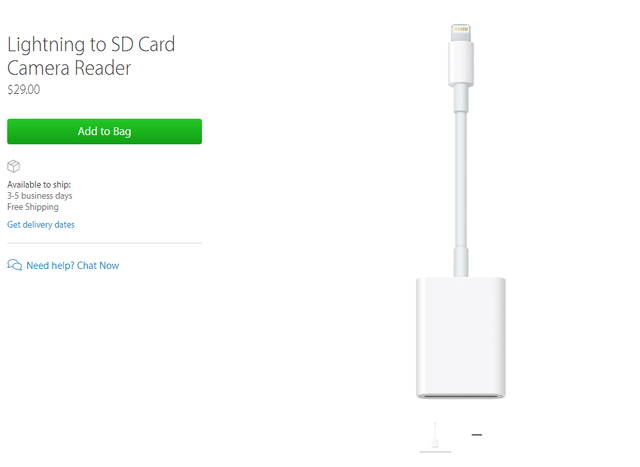 Lightning to SD Card
Camera Reader
$29.00
Add to Bag
Available to ship:
3-5 business days
Free Shipping
Get delivery dates
Need help? Chat Now